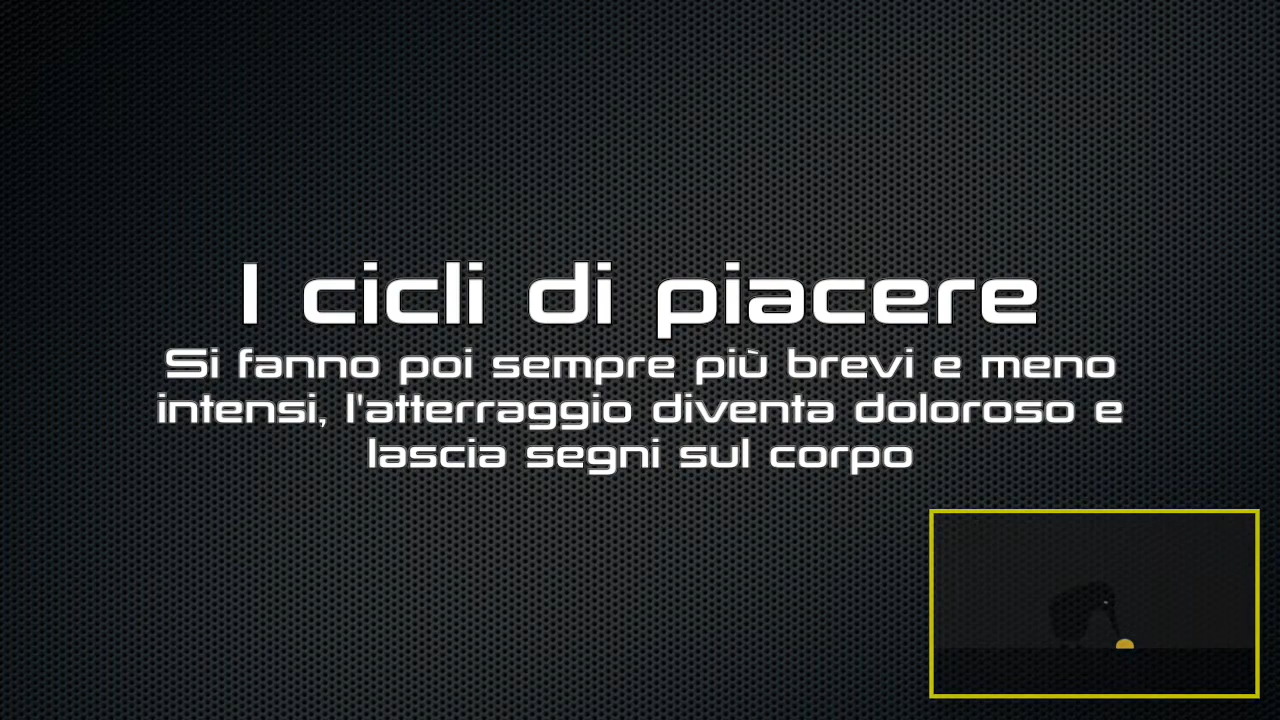 I cicli di piacere
Si fanno poi sempre più brevi e meno
intensi, l'atterraggio diventa doloroso e
lascia segni sul corpo